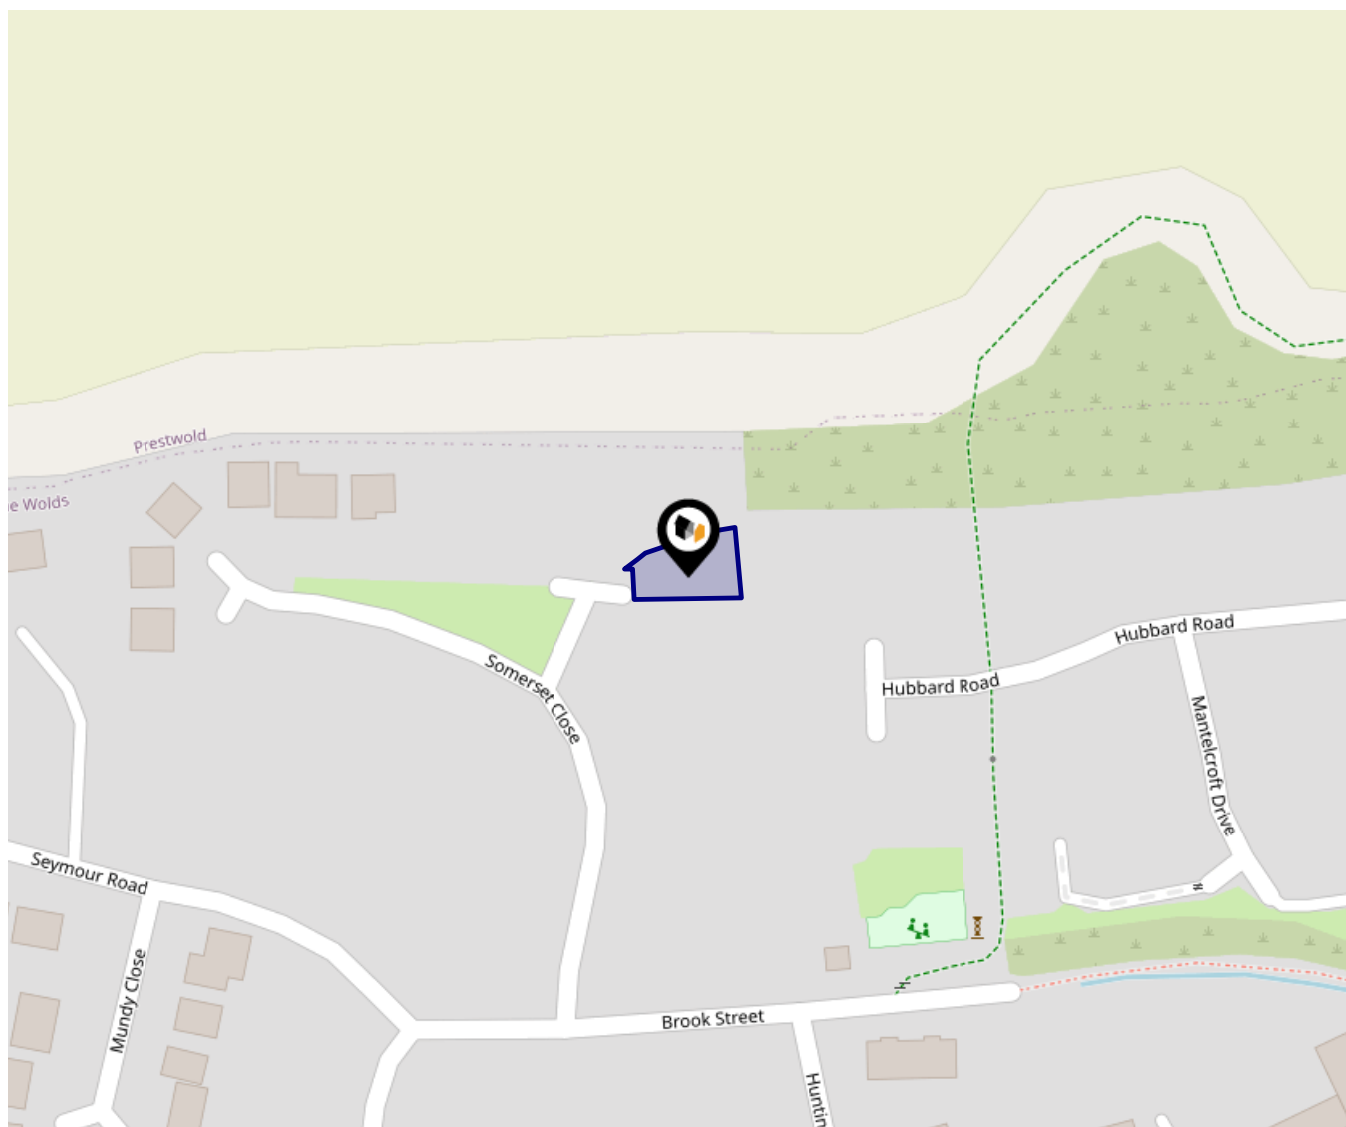 Prestwold
e Wolds
Hubbard Road
Hubbard Road
Somerset Close
Mantelcroft Drive
Seymour Road
Mundy Close
Brook Street
Huntin